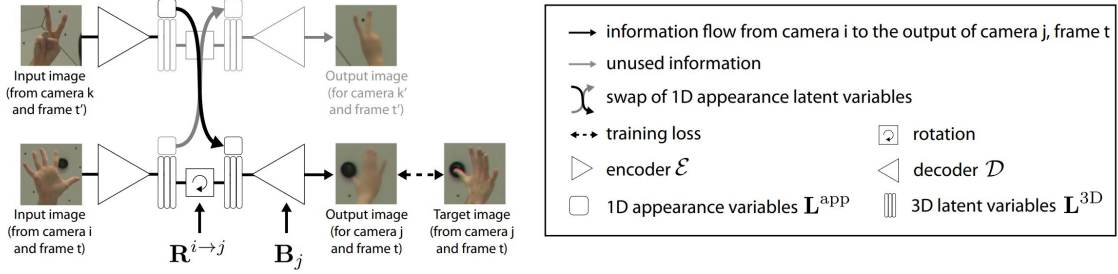 Input image
(from camera k
and frame t')
Output image
(for camera k'
and frame t')
Input image
(from camera i
and frame t)
R^{i→j}
B_j
Output image
(for camera j
and frame t)
Target image
(from camera j
and frame t)
information flow from camera i to the output of camera j, frame t
unused information
swap of 1D appearance latent variables
training loss
rotation
encoder ℰ
decoder 𝒟
1D appearance variables L^{app}
3D latent variables L^{3D}